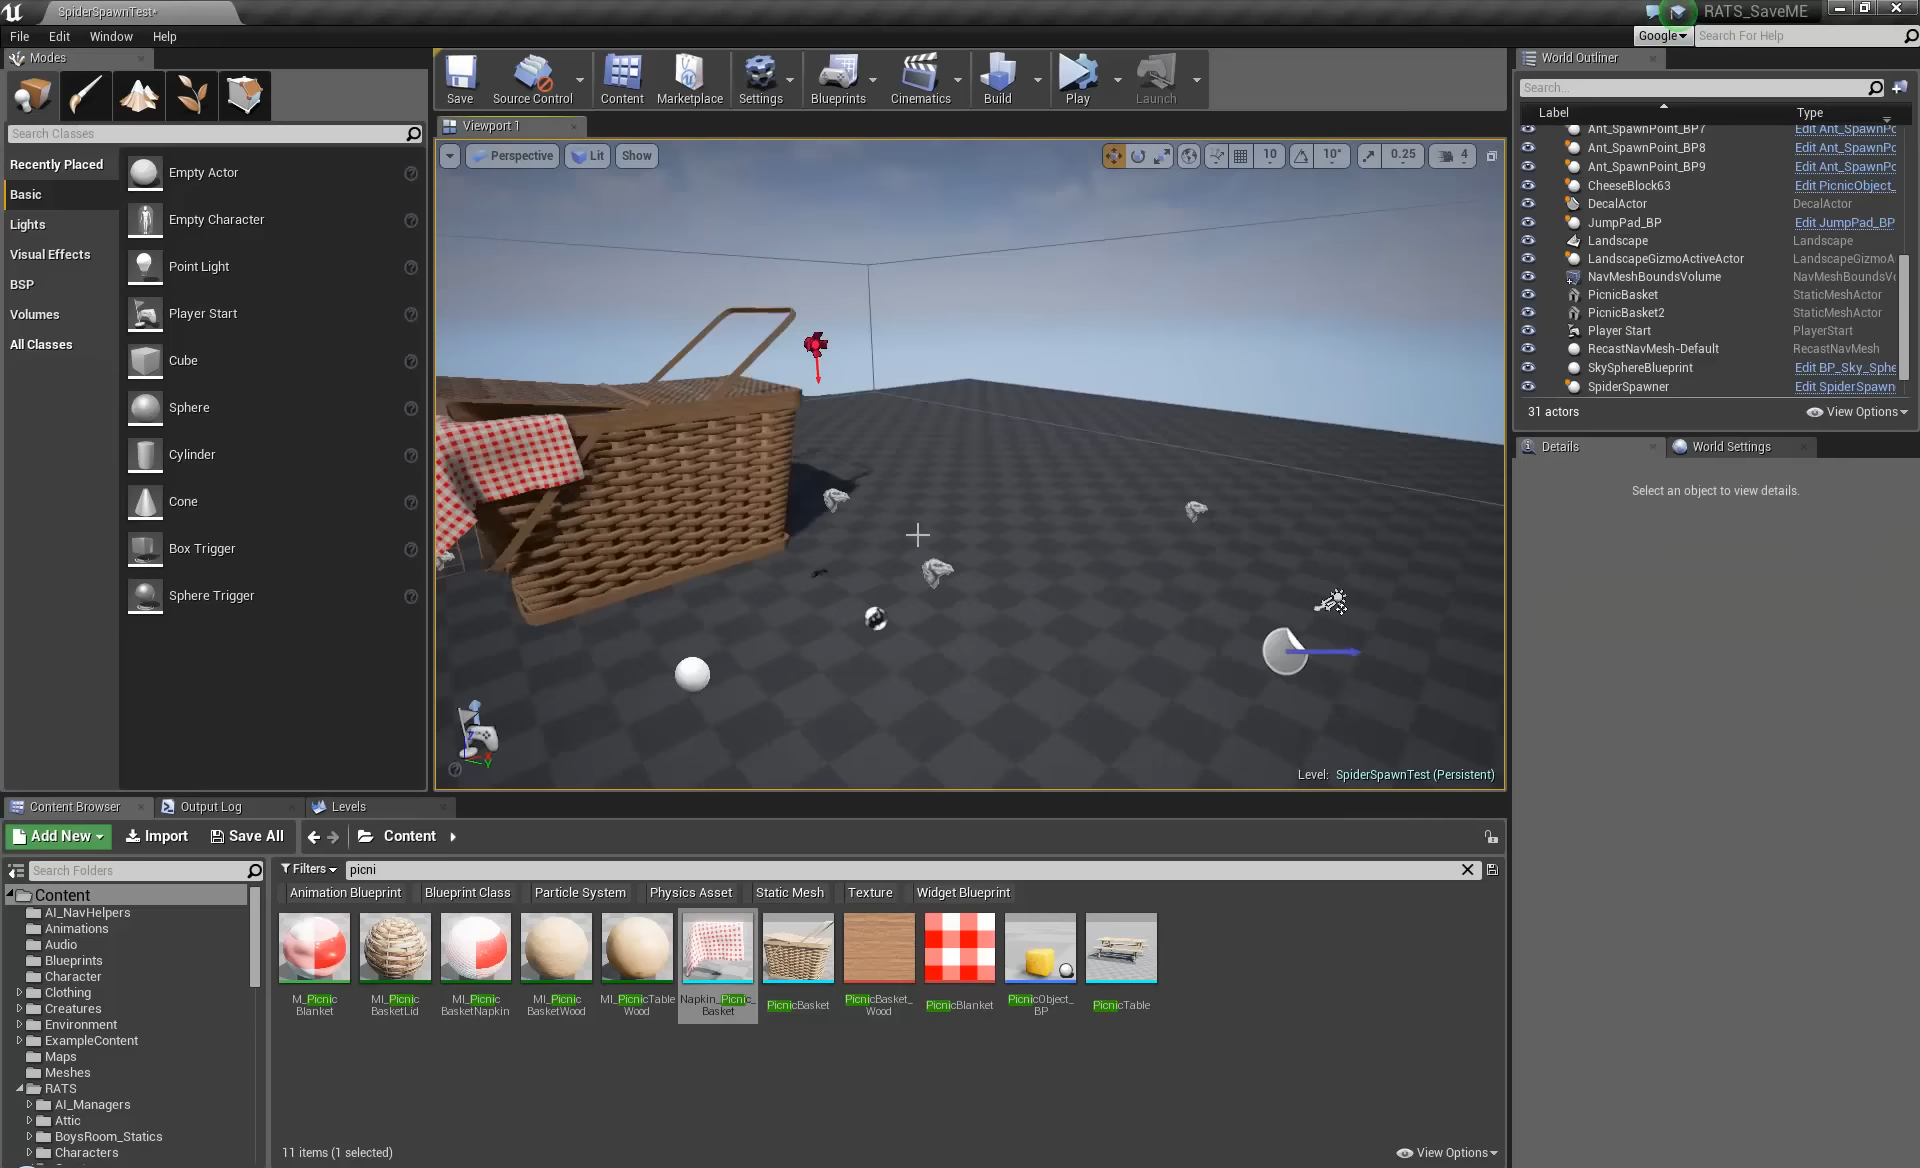 SpiderSpawnTest*
RATS_SaveME
File Edit Window Help
Google
Search For Help
Modes
Search Classes
Recently Placed
Basic
Lights
Visual Effects
BSP
Volumes
All Classes
Empty Actor
Empty Character
Point Light
Player Start
Cube
Sphere
Cylinder
Cone
Box Trigger
Sphere Trigger
Save
Source Control
Content
Marketplace
Settings
Blueprints
Cinematics
Build
Play
Launch
Viewport 1
Perspective
Lit
Show
10
10°
0.25
4
Level: SpiderSpawnTest (Persistent)
World Outliner
Search...
Label Type
Ant_SpawnPoint_BP7 Edit Ant_SpawnPo
Ant_SpawnPoint_BP8 Edit Ant_SpawnPo
Ant_SpawnPoint_BP9 Edit Ant_SpawnPo
CheeseBlock63 Edit PicnicObject_
DecalActor DecalActor
JumpPad_BP Edit JumpPad_BP
Landscape Landscape
LandscapeGizmoActiveActor LandscapeGizmoA
NavMeshBoundsVolume NavMeshBoundsVo
PicnicBasket StaticMeshActor
PicnicBasket2 StaticMeshActor
Player Start PlayerStart
RecastNavMesh-Default RecastNavMesh
SkySphereBlueprint Edit BP_Sky_Sphe
SpiderSpawner Edit SpiderSpawn
31 actors
View Options
Details
World Settings
Select an object to view details.
Content Browser
Output Log
Levels
Add New
Import
Save All
Content
Search Folders
Content
AI_NavHelpers
Animations
Audio
Blueprints
Character
Clothing
Creatures
Environment
ExampleContent
Maps
Meshes
RATS
AI_Managers
Attic
BoysRoom_Statics
Characters
Filters
picni
Animation Blueprint
Blueprint Class
Particle System
Physics Asset
Static Mesh
Texture
Widget Blueprint
M_Picnic
Blanket
MI_Picnic
BasketLid
MI_Picnic
BasketNapkin
MI_Picnic
BasketWood
MI_PicnicTable
Wood
Napkin_Picnic_
Basket
PicnicBasket
PicnicBasket_
Wood
PicnicBlanket
PicnicObject_
BP
PicnicTable
11 items (1 selected)
View Options